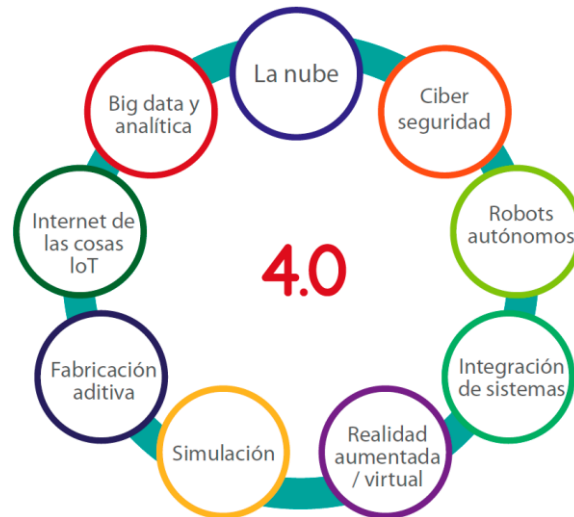 La nube
Ciber
seguridad
Robots
autónomos
Integración
de sistemas
Realidad
aumentada
/ virtual
Simulación
Fabricación
aditiva
Internet de
las cosas
IoT
Big data y
analítica
4.0